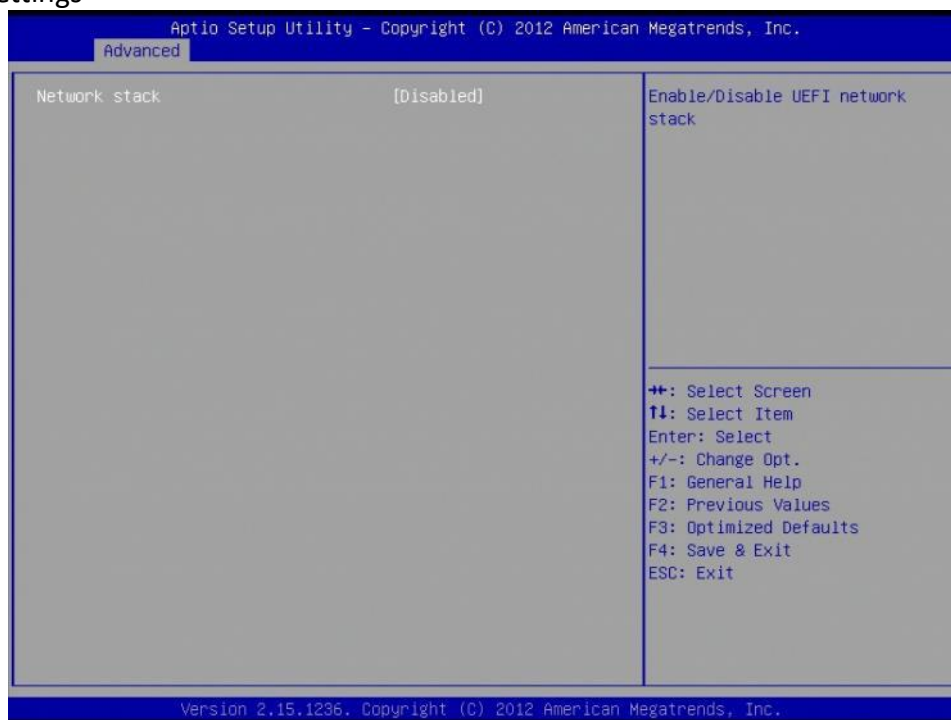 Aptio Setup Utility – Copyright (C) 2012 American Megatrends, Inc.
Advanced
Network stack [Disabled]
Enable/Disable UEFI network
stack
→←: Select Screen
↑↓: Select Item
Enter: Select
+/-: Change Opt.
F1: General Help
F2: Previous Values
F3: Optimized Defaults
F4: Save & Exit
ESC: Exit
Version 2.15.1236. Copyright (C) 2012 American Megatrends, Inc.